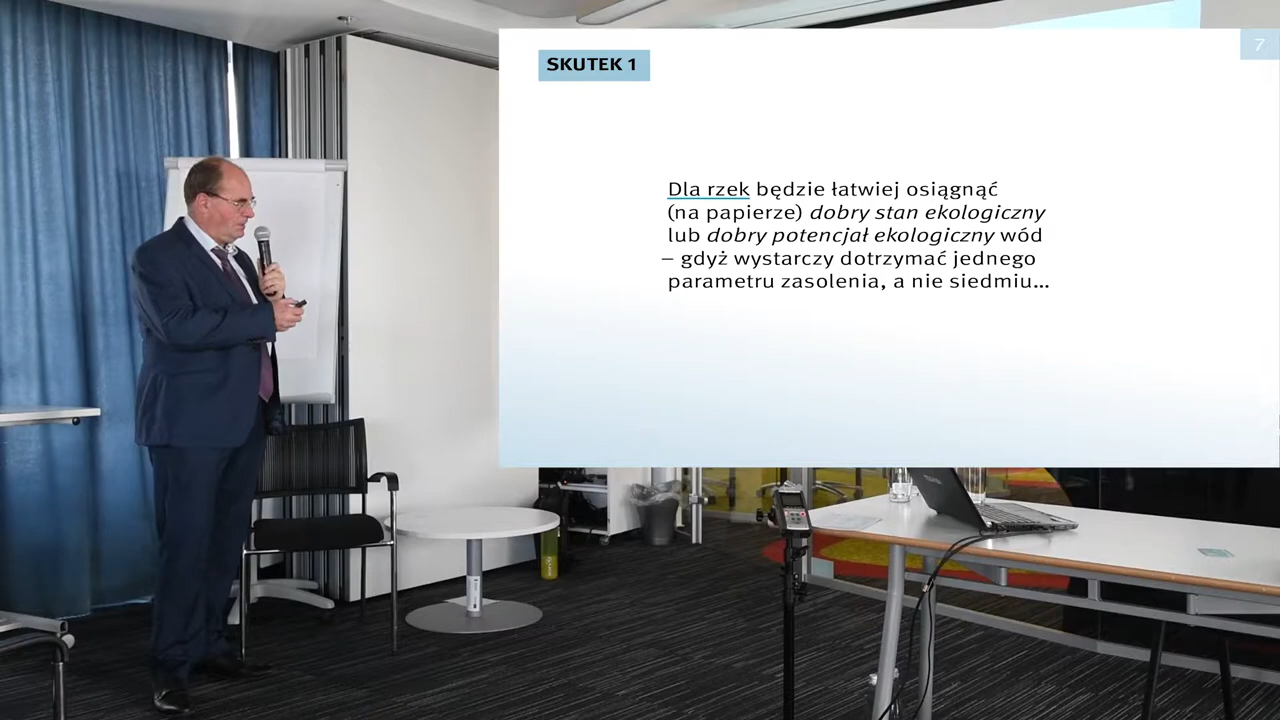 7
SKUTEK 1
Dla rzek będzie łatwiej osiągnąć
(na papierze) dobry stan ekologiczny
lub dobry potencjał ekologiczny wód
– gdyż wystarczy dotrzymać jednego
parametru zasolenia, a nie siedmiu...